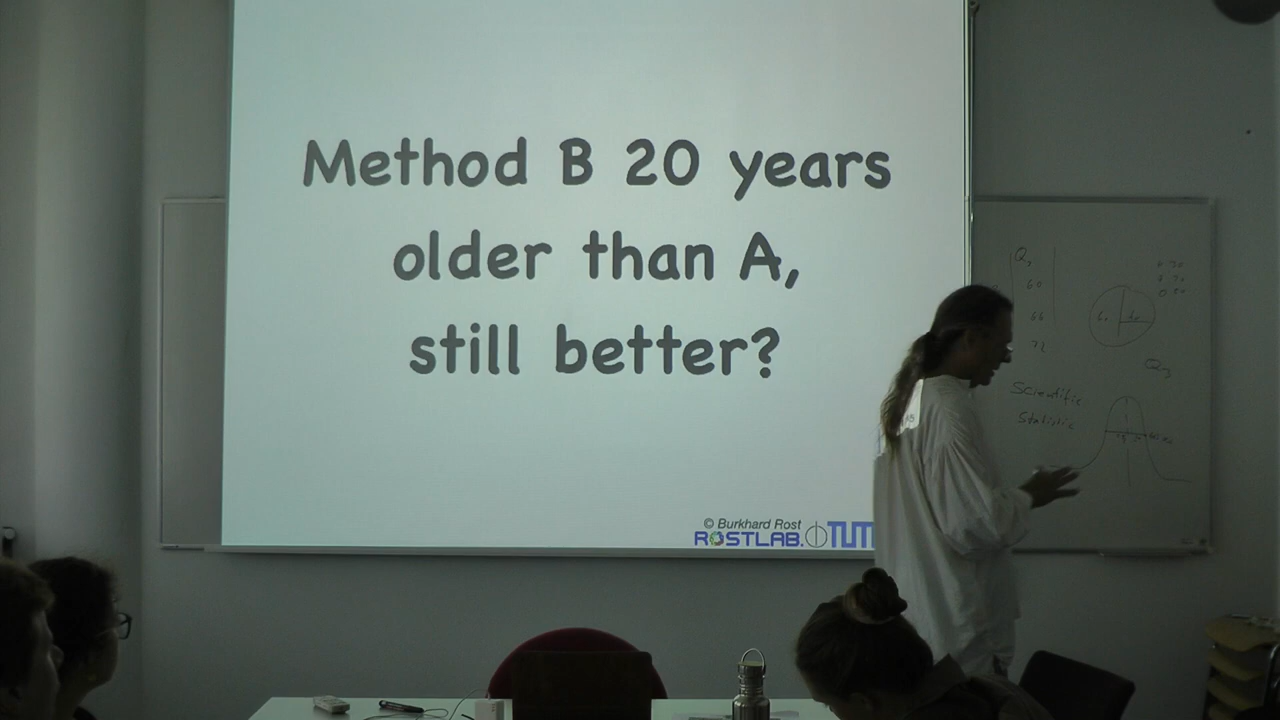 Method B 20 years
older than A,
still better?
© Burkhard Rost
ROSTLAB. TUM
Q3
60
66
72
Q3
Scientific
Statistic